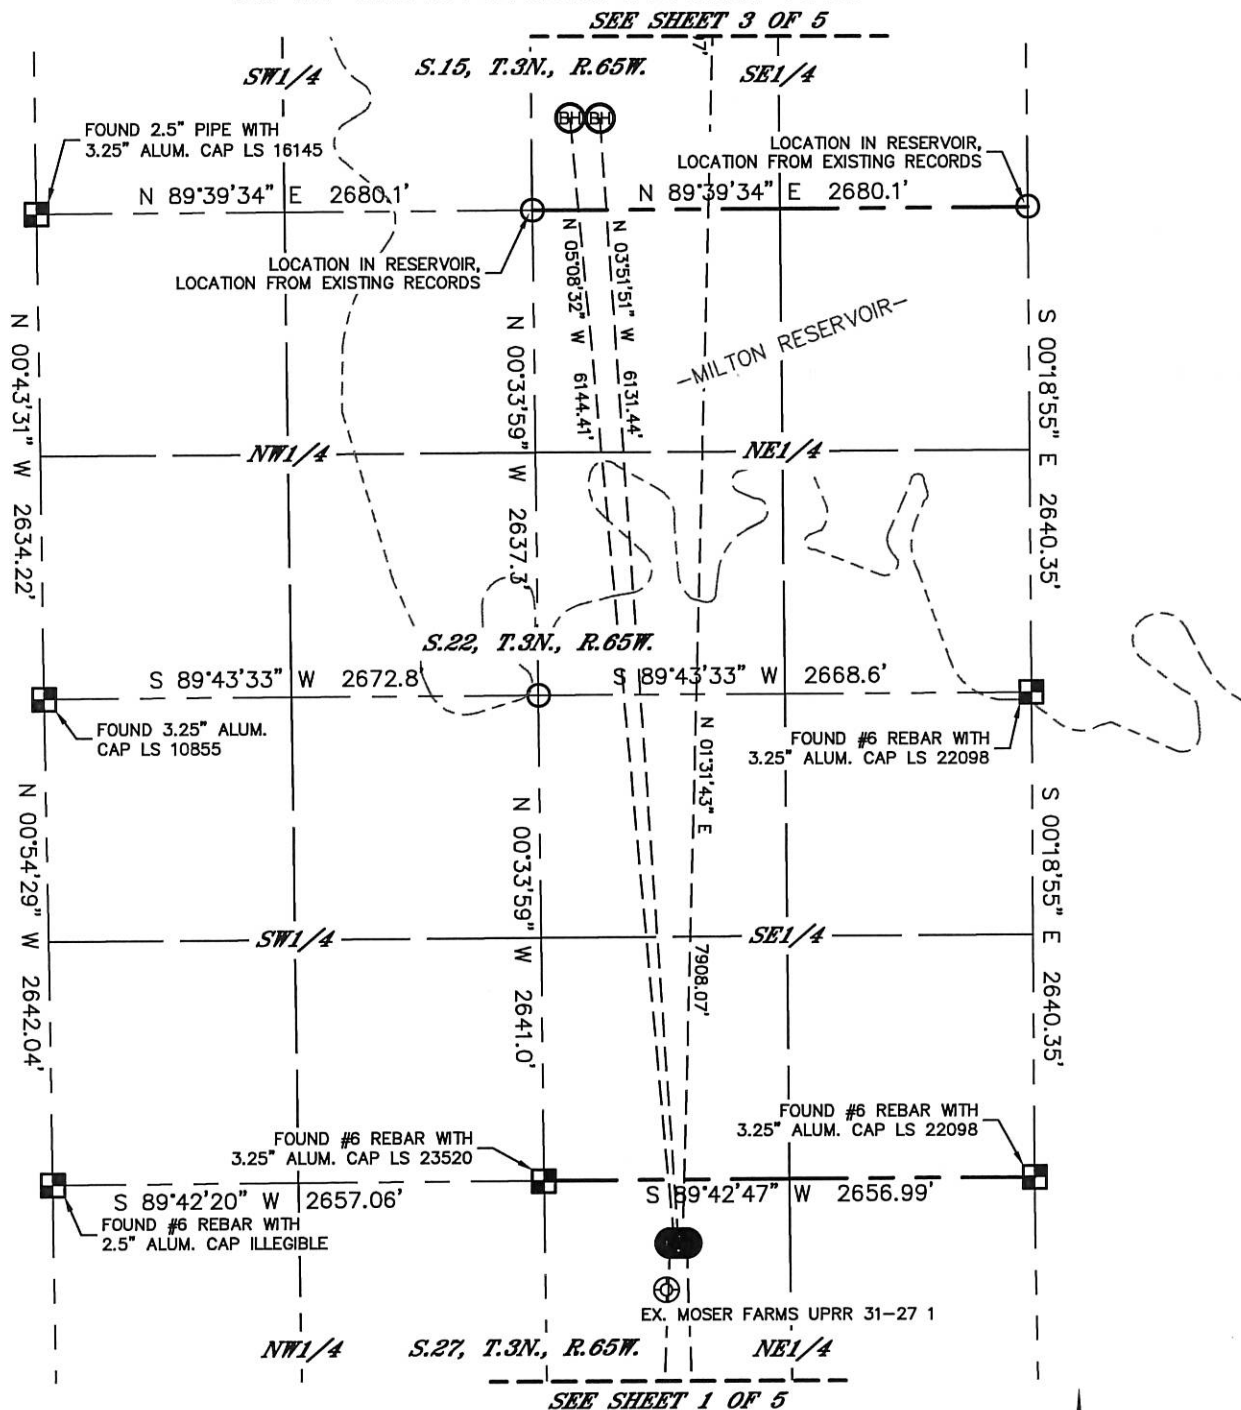 SEE SHEET 3 OF 5
SW1/4
S.15, T.3N., R.65W.
SE1/4
7'
BH
BH
FOUND 2.5" PIPE WITH
3.25" ALUM. CAP LS 16145
LOCATION IN RESERVOIR,
LOCATION FROM EXISTING RECORDS
N 89°39'34" E 2680.1'
N 89°39'34" E 2680.1'
LOCATION IN RESERVOIR,
LOCATION FROM EXISTING RECORDS
N 05°08'32" W 6144.41'
N 03°51'51" W 6131.44'
-MILTON RESERVOIR-
N 00°43'31" W 2634.22'
N 00°33'59" W 2637.3'
S 00°18'55" E 2640.35'
NW1/4
NE1/4
S.22, T.3N., R.65W.
S 89°43'33" W 2672.8'
S 89°43'33" W 2668.6'
FOUND 3.25" ALUM.
CAP LS 10855
FOUND #6 REBAR WITH
3.25" ALUM. CAP LS 22098
N 01°31'43" E 7908.07'
N 00°54'29" W 2642.04'
N 00°33'59" W 2641.0'
S 00°18'55" E 2640.35'
SW1/4
SE1/4
FOUND #6 REBAR WITH
3.25" ALUM. CAP LS 23520
FOUND #6 REBAR WITH
3.25" ALUM. CAP LS 22098
S 89°42'20" W 2657.06'
S 89°42'47" W 2656.99'
FOUND #6 REBAR WITH
2.5" ALUM. CAP ILLEGIBLE
EX. MOSER FARMS UPRR 31-27 1
NW1/4
S.27, T.3N., R.65W.
NE1/4
SEE SHEET 1 OF 5